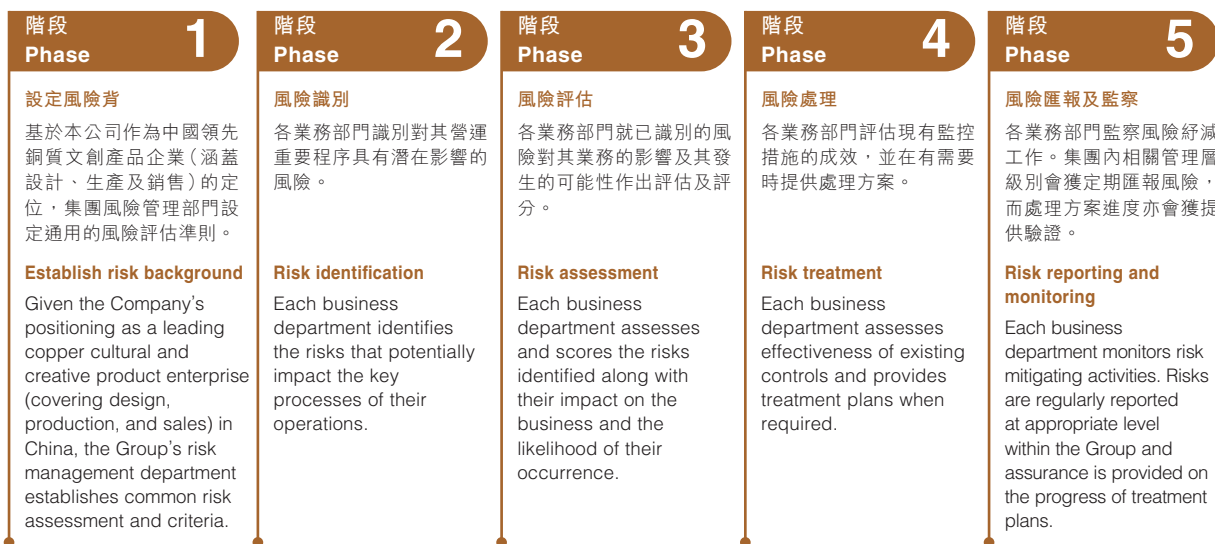 階段
Phase
1
設定風險背
基於本公司作為中國領先
銅質文創產品企業（涵蓋
設計、生產及銷售）的定
位，集團風險管理部門設
定通用的風險評估準則。
Establish risk background
Given the Company's
positioning as a leading
copper cultural and
creative product enterprise
(covering design,
production, and sales) in
China, the Group's risk
management department
establishes common risk
assessment and criteria.
階段
Phase
2
風險識別
各業務部門識別對其營運
重要程序具有潛在影響的
風險。
Risk identification
Each business
department identifies
the risks that potentially
impact the key
processes of their
operations.
階段
Phase
3
風險評估
各業務部門就已識別的風
險對其業務的影響及其發
生的可能性作出評估及評
分。
Risk assessment
Each business
department assesses
and scores the risks
identified along with
their impact on the
business and the
likelihood of their
occurrence.
階段
Phase
4
風險處理
各業務部門評估現有監控
措施的成效，並在有需要
時提供處理方案。
Risk treatment
Each business
department assesses
effectiveness of existing
controls and provides
treatment plans when
required.
階段
Phase
5
風險匯報及監察
各業務部門監察風險紓減
工作。集團內相關管理層
級別會獲定期匯報風險，
而處理方案進度亦會獲提
供驗證。
Risk reporting and
monitoring
Each business
department monitors risk
mitigating activities. Risks
are regularly reported
at appropriate level
within the Group and
assurance is provided on
the progress of treatment
plans.